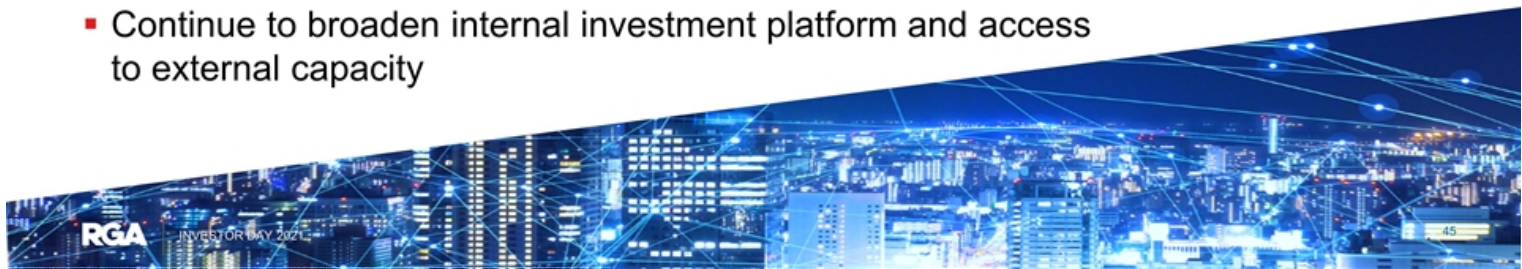 ▪ Continue to broaden internal investment platform and access
to external capacity
RGA INVESTOR DAY 2021
45